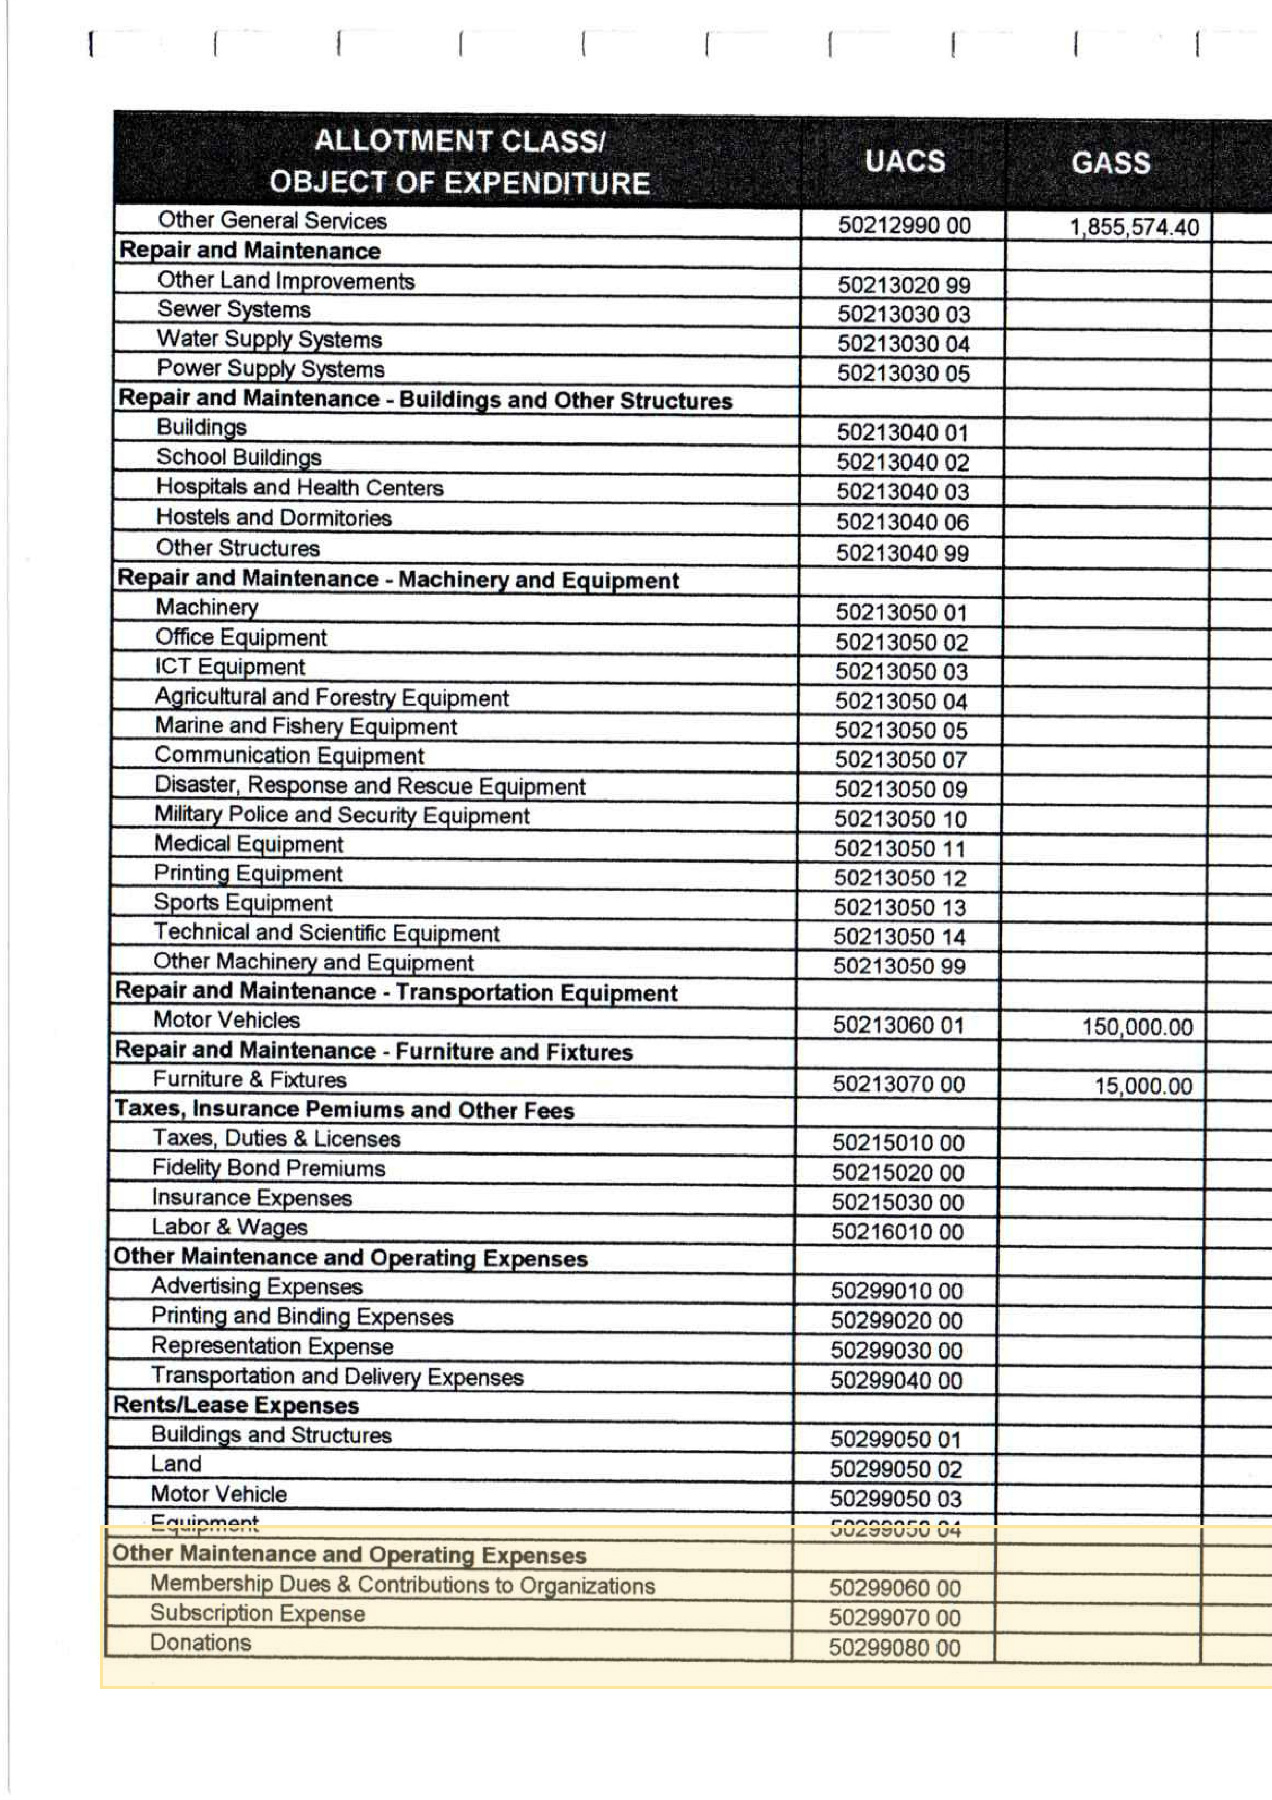 ALLOTMENT CLASS/
OBJECT OF EXPENDITURE UACS GASS
Other General Services 50212990 00 1,855,574.40
Repair and Maintenance
Other Land Improvements 50213020 99
Sewer Systems 50213030 03
Water Supply Systems 50213030 04
Power Supply Systems 50213030 05
Repair and Maintenance - Buildings and Other Structures
Buildings 50213040 01
School Buildings 50213040 02
Hospitals and Health Centers 50213040 03
Hostels and Dormitories 50213040 06
Other Structures 50213040 99
Repair and Maintenance - Machinery and Equipment
Machinery 50213050 01
Office Equipment 50213050 02
ICT Equipment 50213050 03
Agricultural and Forestry Equipment 50213050 04
Marine and Fishery Equipment 50213050 05
Communication Equipment 50213050 07
Disaster, Response and Rescue Equipment 50213050 09
Military Police and Security Equipment 50213050 10
Medical Equipment 50213050 11
Printing Equipment 50213050 12
Sports Equipment 50213050 13
Technical and Scientific Equipment 50213050 14
Other Machinery and Equipment 50213050 99
Repair and Maintenance - Transportation Equipment
Motor Vehicles 50213060 01 150,000.00
Repair and Maintenance - Furniture and Fixtures
Furniture & Fixtures 50213070 00 15,000.00
Taxes, Insurance Pemiums and Other Fees
Taxes, Duties & Licenses 50215010 00
Fidelity Bond Premiums 50215020 00
Insurance Expenses 50215030 00
Labor & Wages 50216010 00
Other Maintenance and Operating Expenses
Advertising Expenses 50299010 00
Printing and Binding Expenses 50299020 00
Representation Expense 50299030 00
Transportation and Delivery Expenses 50299040 00
Rents/Lease Expenses
Buildings and Structures 50299050 01
Land 50299050 02
Motor Vehicle 50299050 03
Equipment 50299050 04
Other Maintenance and Operating Expenses
Membership Dues & Contributions to Organizations 50299060 00
Subscription Expense 50299070 00
Donations 50299080 00